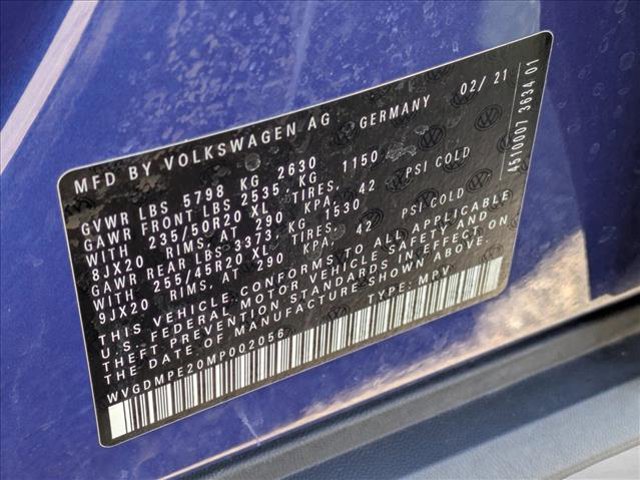 MFD BY VOLKSWAGEN AG GERMANY 02/21
GVWR LBS 5798 KG 2630
GAWR FRONT LBS 2535, KG 1150
WITH 235/50R20 XL TIRES,
8JX20 RIMS, AT 290 KPA, 42 PSI COLD
GAWR REAR LBS 3373, KG 1530
WITH 255/45R20 XL TIRES,
9JX20 RIMS, AT 290 KPA, 42 PSI COLD
THIS VEHICLE CONFORMS TO ALL APPLICABLE
U.S. FEDERAL MOTOR VEHICLE SAFETY AND
THEFT PREVENTION STANDARDS IN EFFECT ON
THE DATE OF MANUFACTURE SHOWN ABOVE.
TYPE: MPV
WVGDMPE20MP002056
4510007 3634 01